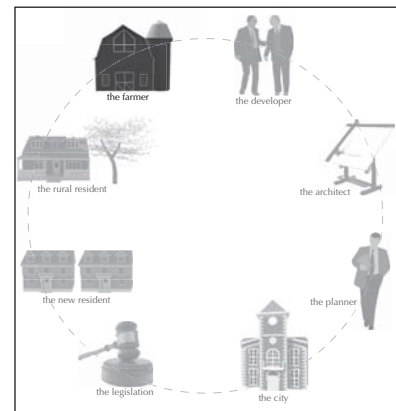 the farmer
the developer
the rural resident
the architect
the new resident
the planner
the legislation
the city